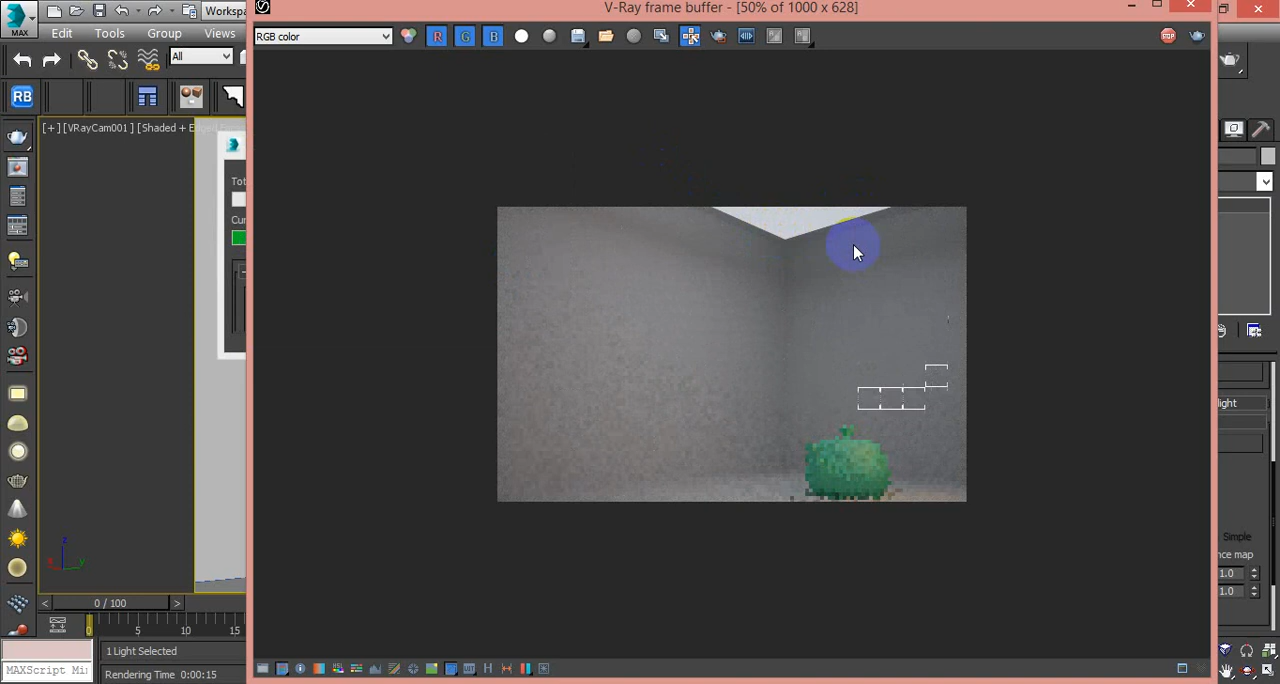 V-Ray frame buffer - [50% of 1000 x 628]
MAX
Workspa
Edit Tools Group Views
All
RGB color
R G B
STOP
RB
[+] [VRayCam001 ] [Shaded + E
Tot
Cur
light
Simple
nce map
1.0
1.0
0 / 100
5 10 15
1 Light Selected
MAXScript Mi
Rendering Time 0:00:15